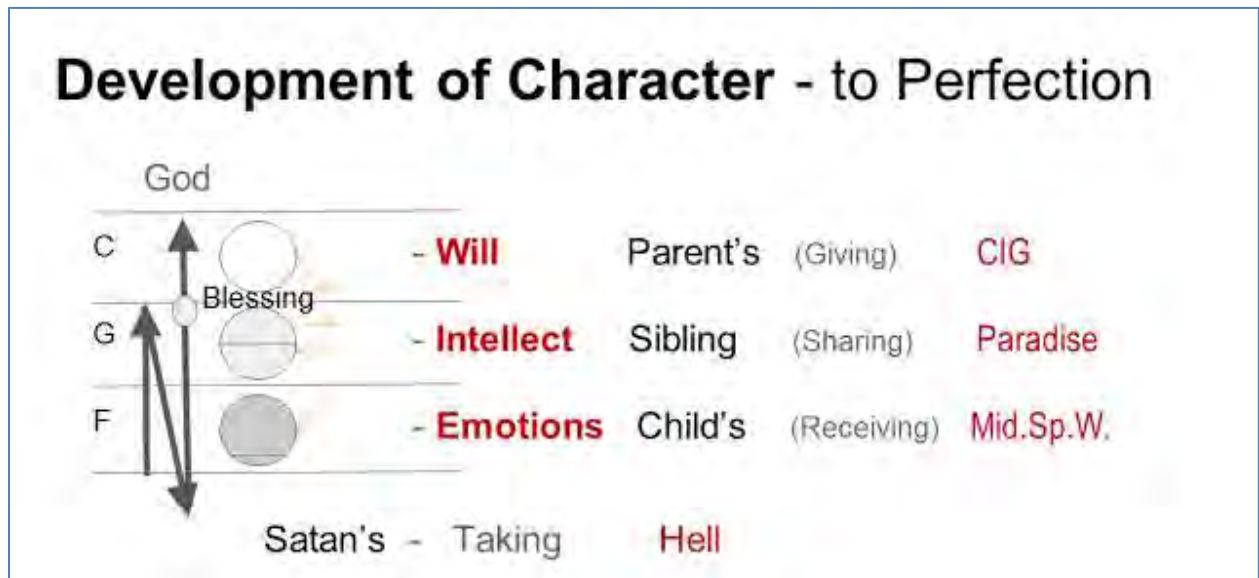 Development of Character - to Perfection
God
C - Will Parent's (Giving) CIG
Blessing
G - Intellect Sibling (Sharing) Paradise
F - Emotions Child's (Receiving) Mid.Sp.W.
Satan's - Taking Hell